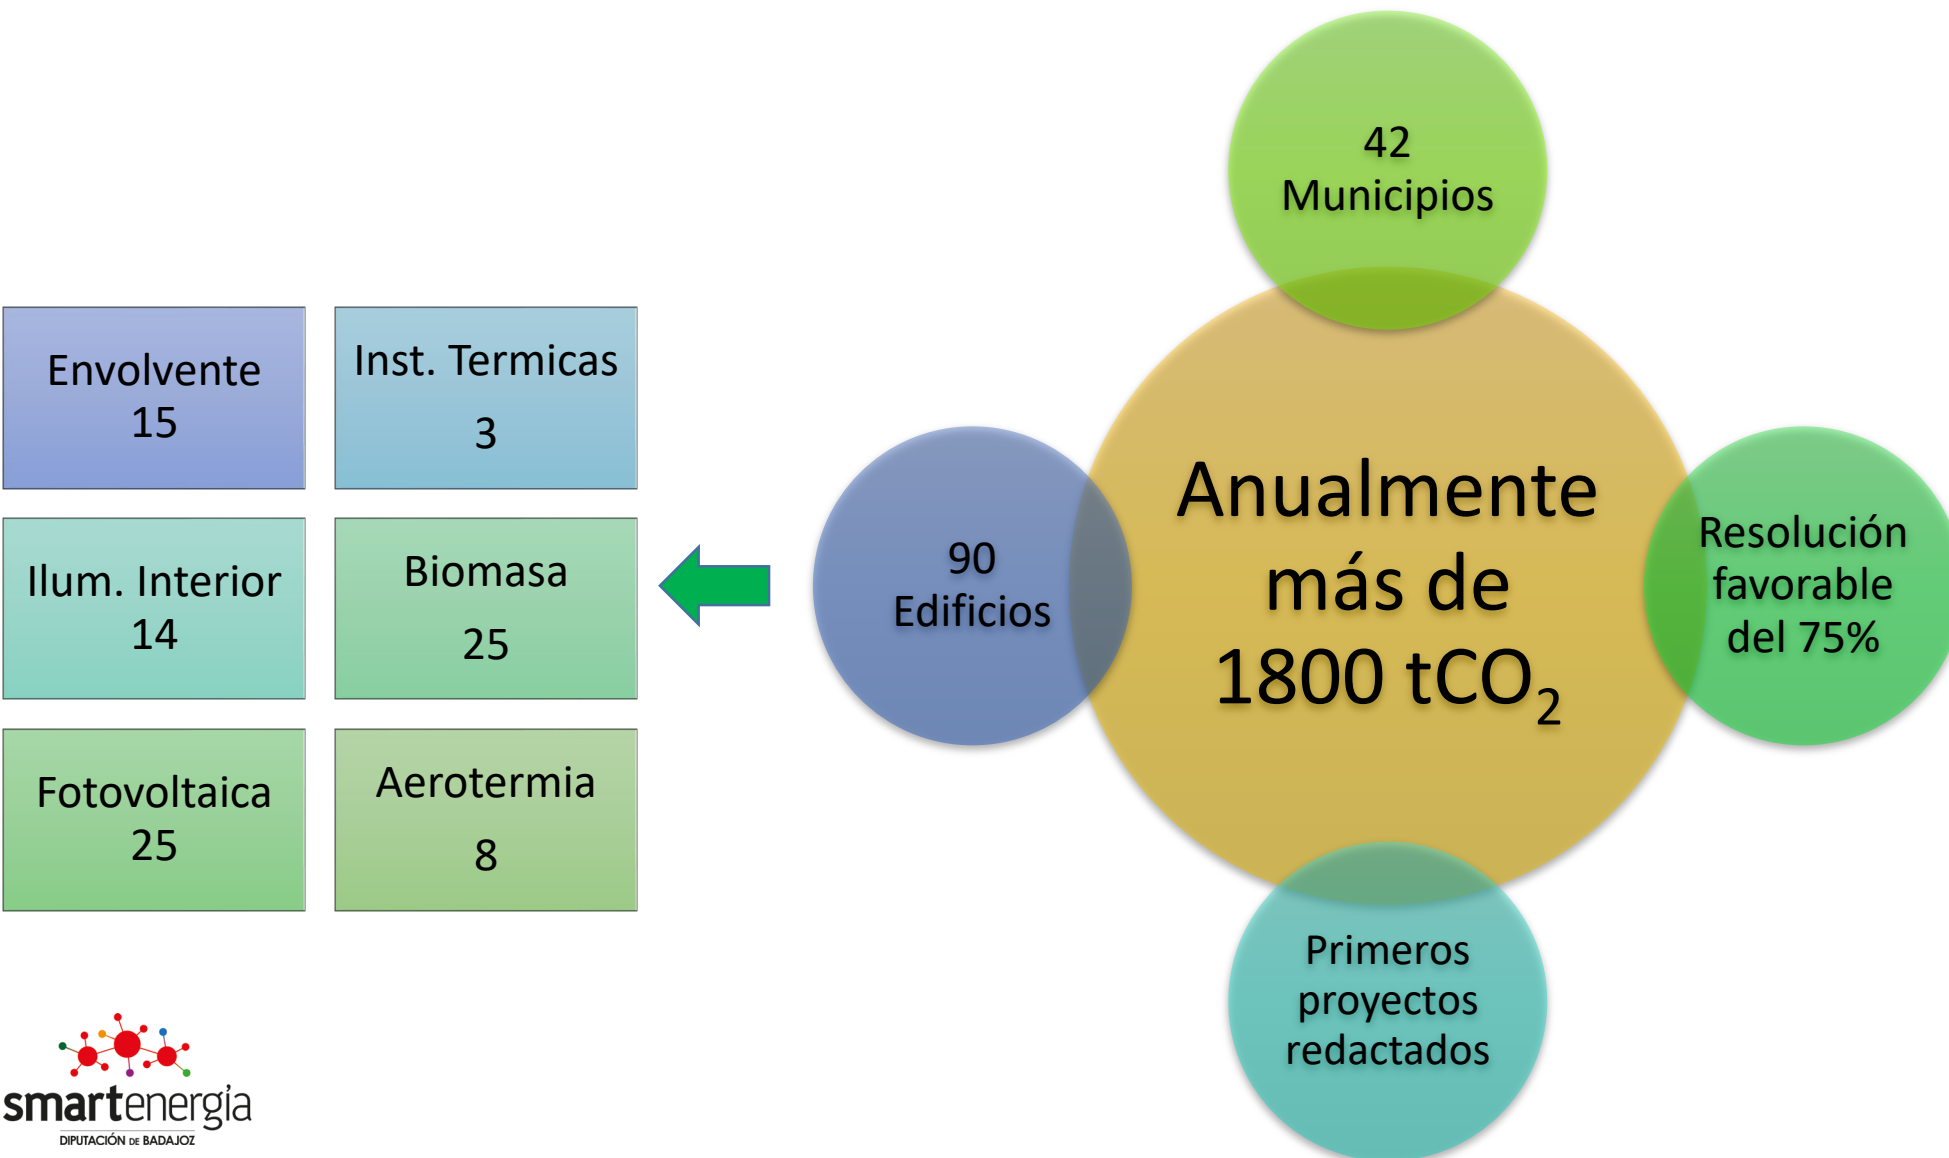 Envolvente
15
Inst. Termicas
3
Ilum. Interior
14
Biomasa
25
Fotovoltaica
25
Aerotermia
8
42
Municipios
90
Edificios
Anualmente
más de
1800 tCO₂
Resolución
favorable
del 75%
Primeros
proyectos
redactados
smartenergía
DIPUTACIÓN DE BADAJOZ